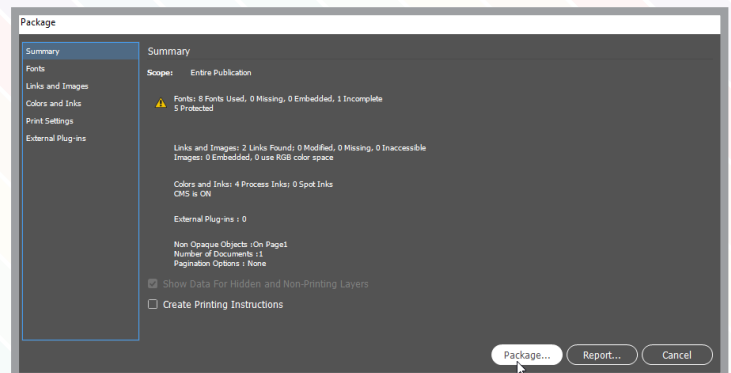 Package
Summary
Fonts
Links and Images
Colors and Inks
Print Settings
External Plug-ins
Summary
Scope: Entire Publication
Fonts: 8 Fonts Used, 0 Missing, 0 Embedded, 1 Incomplete
5 Protected
Links and Images: 2 Links Found; 0 Modified, 0 Missing, 0 Inaccessible
Images: 0 Embedded, 0 use RGB color space
Colors and Inks: 4 Process Inks; 0 Spot Inks
CMS is ON
External Plug-ins : 0
Non Opaque Objects :On Page1
Number of Documents :1
Pagination Options : None
Show Data For Hidden and Non-Printing Layers
Create Printing Instructions
Package... Report... Cancel